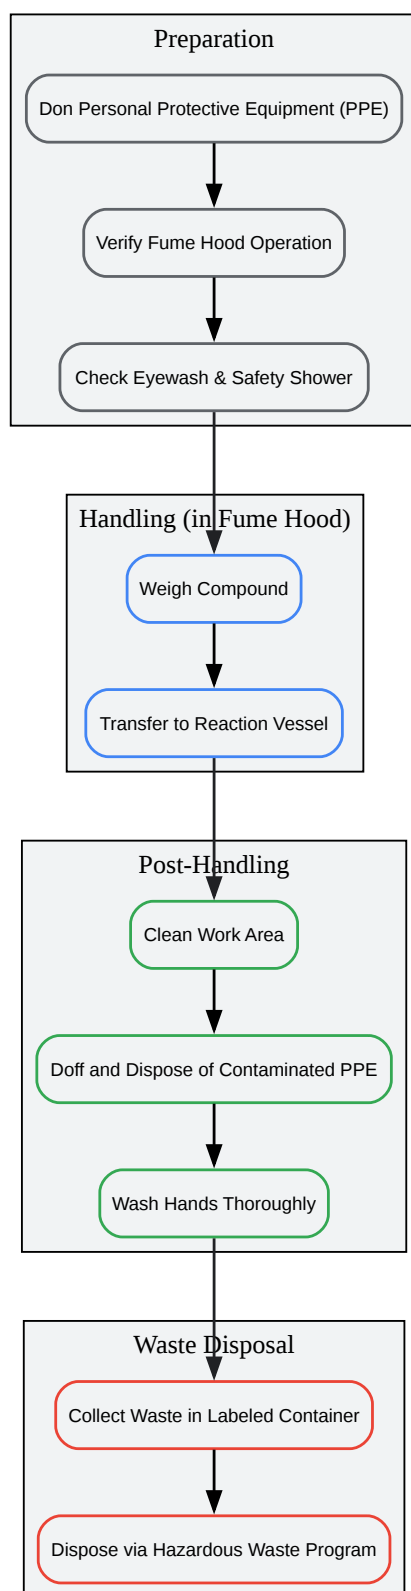 Preparation
Don Personal Protective Equipment (PPE)
Verify Fume Hood Operation
Check Eyewash & Safety Shower
Handling (in Fume Hood)
Weigh Compound
Transfer to Reaction Vessel
Post-Handling
Clean Work Area
Doff and Dispose of Contaminated PPE
Wash Hands Thoroughly
Waste Disposal
Collect Waste in Labeled Container
Dispose via Hazardous Waste Program